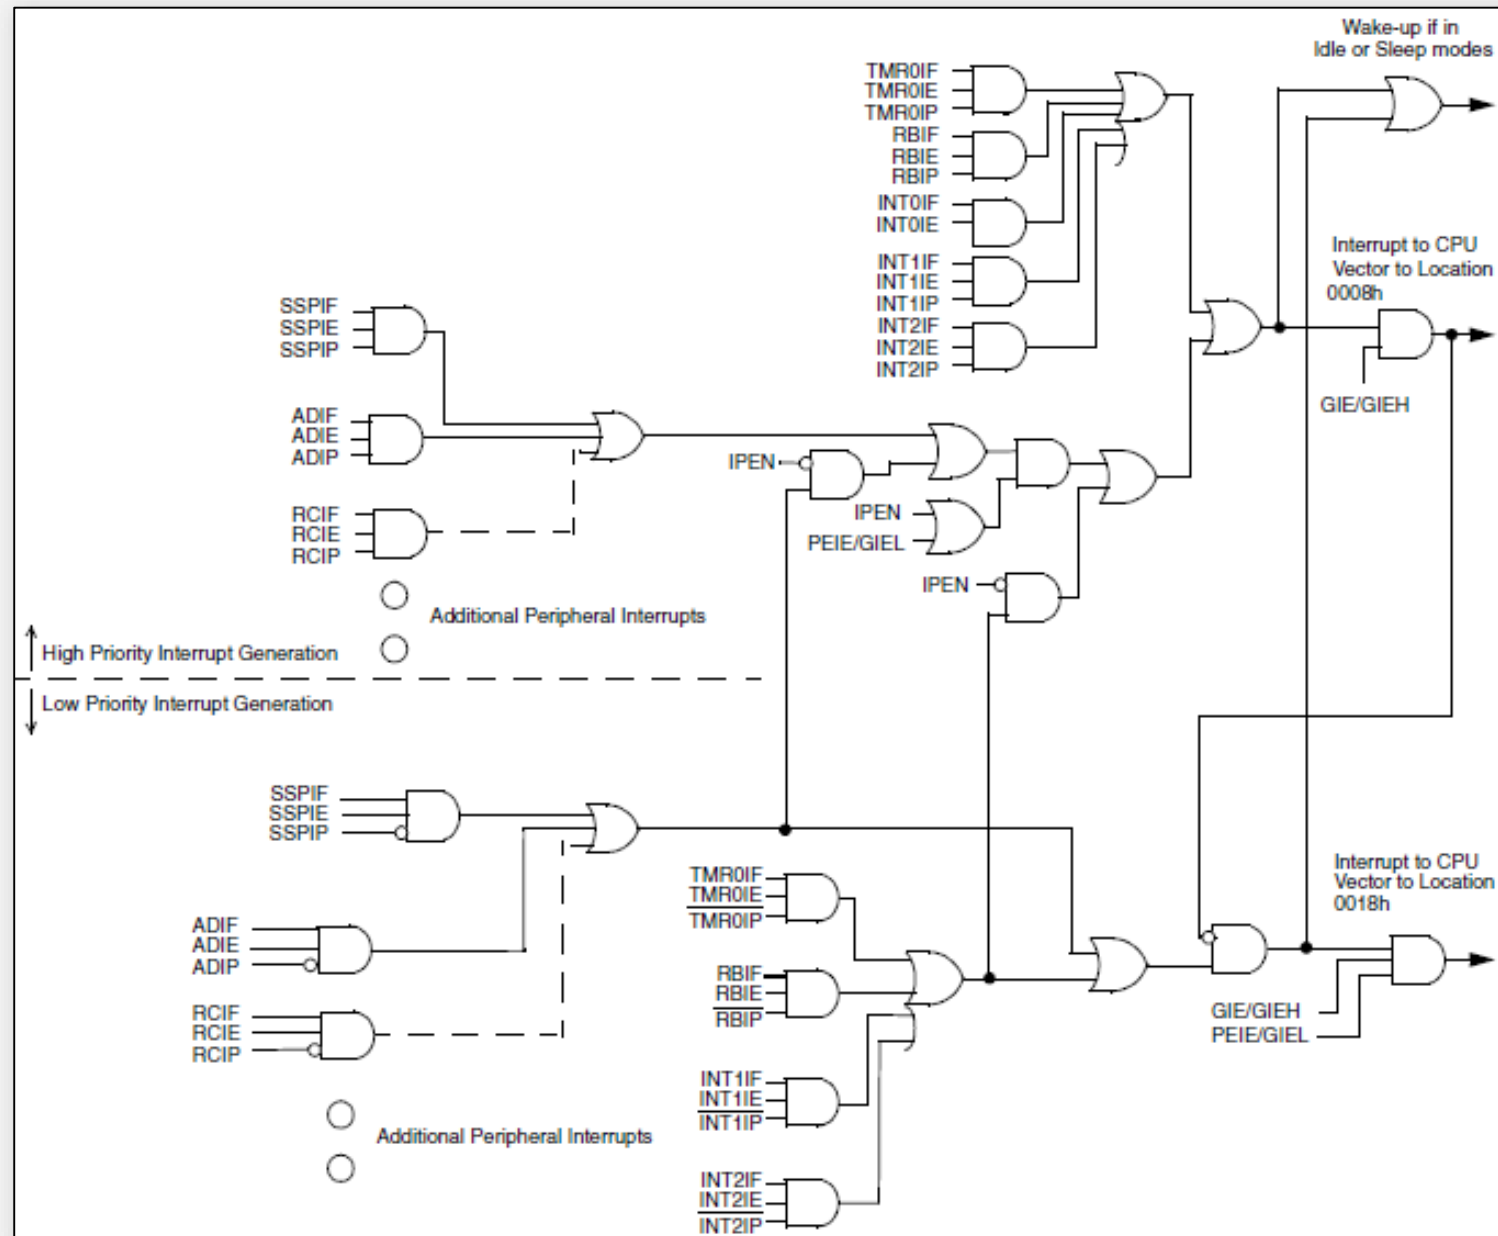 Wake-up if in
Idle or Sleep modes
TMR0IF
TMR0IE
TMR0IP
RBIF
RBIE
RBIP
INT0IF
INT0IE
INT1IF
INT1IE
INT1IP
INT2IF
INT2IE
INT2IP
Interrupt to CPU
Vector to Location
0008h
GIE/GIEH
SSPIF
SSPIE
SSPIP
ADIF
ADIE
ADIP
RCIF
RCIE
RCIP
IPEN
IPEN
PEIE/GIEL
IPEN
Additional Peripheral Interrupts
High Priority Interrupt Generation
Low Priority Interrupt Generation
SSPIF
SSPIE
SSPIP
ADIF
ADIE
ADIP
RCIF
RCIE
RCIP
Additional Peripheral Interrupts
TMR0IF
TMR0IE
TMR0IP
RBIF
RBIE
RBIP
INT1IF
INT1IE
INT1IP
INT2IF
INT2IE
INT2IP
Interrupt to CPU
Vector to Location
0018h
GIE/GIEH
PEIE/GIEL